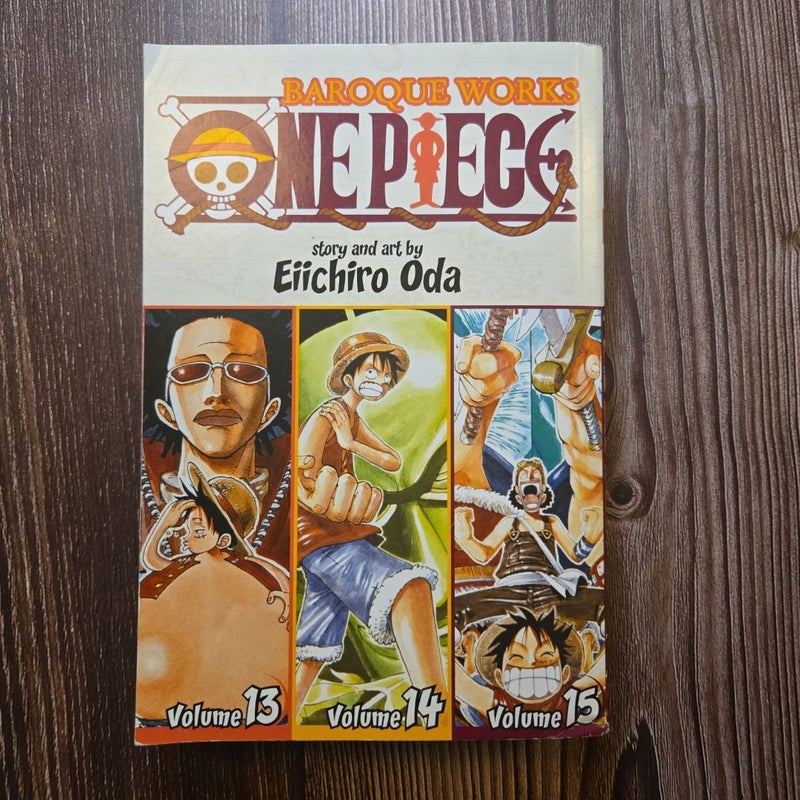 BAROQUE WORKS
ONE PIECE
story and art by
Eiichiro Oda
Volume 13
Volume 14
Volume 15